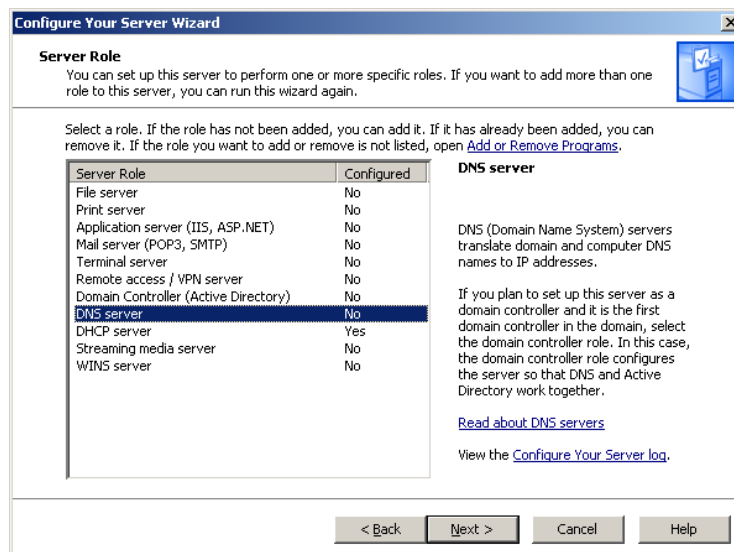 Configure Your Server Wizard
Server Role
You can set up this server to perform one or more specific roles. If you want to add more than one
role to this server, you can run this wizard again.
Select a role. If the role has not been added, you can add it. If it has already been added, you can
remove it. If the role you want to add or remove is not listed, open Add or Remove Programs.
Server Role Configured
File server No
Print server No
Application server (IIS, ASP.NET) No
Mail server (POP3, SMTP) No
Terminal server No
Remote access / VPN server No
Domain Controller (Active Directory) No
DNS server No
DHCP server Yes
Streaming media server No
WINS server No
DNS server
DNS (Domain Name System) servers
translate domain and computer DNS
names to IP addresses.
If you plan to set up this server as a
domain controller and it is the first
domain controller in the domain, select
the domain controller role. In this case,
the domain controller role configures
the server so that DNS and Active
Directory work together.
Read about DNS servers
View the Configure Your Server log.
< Back Next > Cancel Help